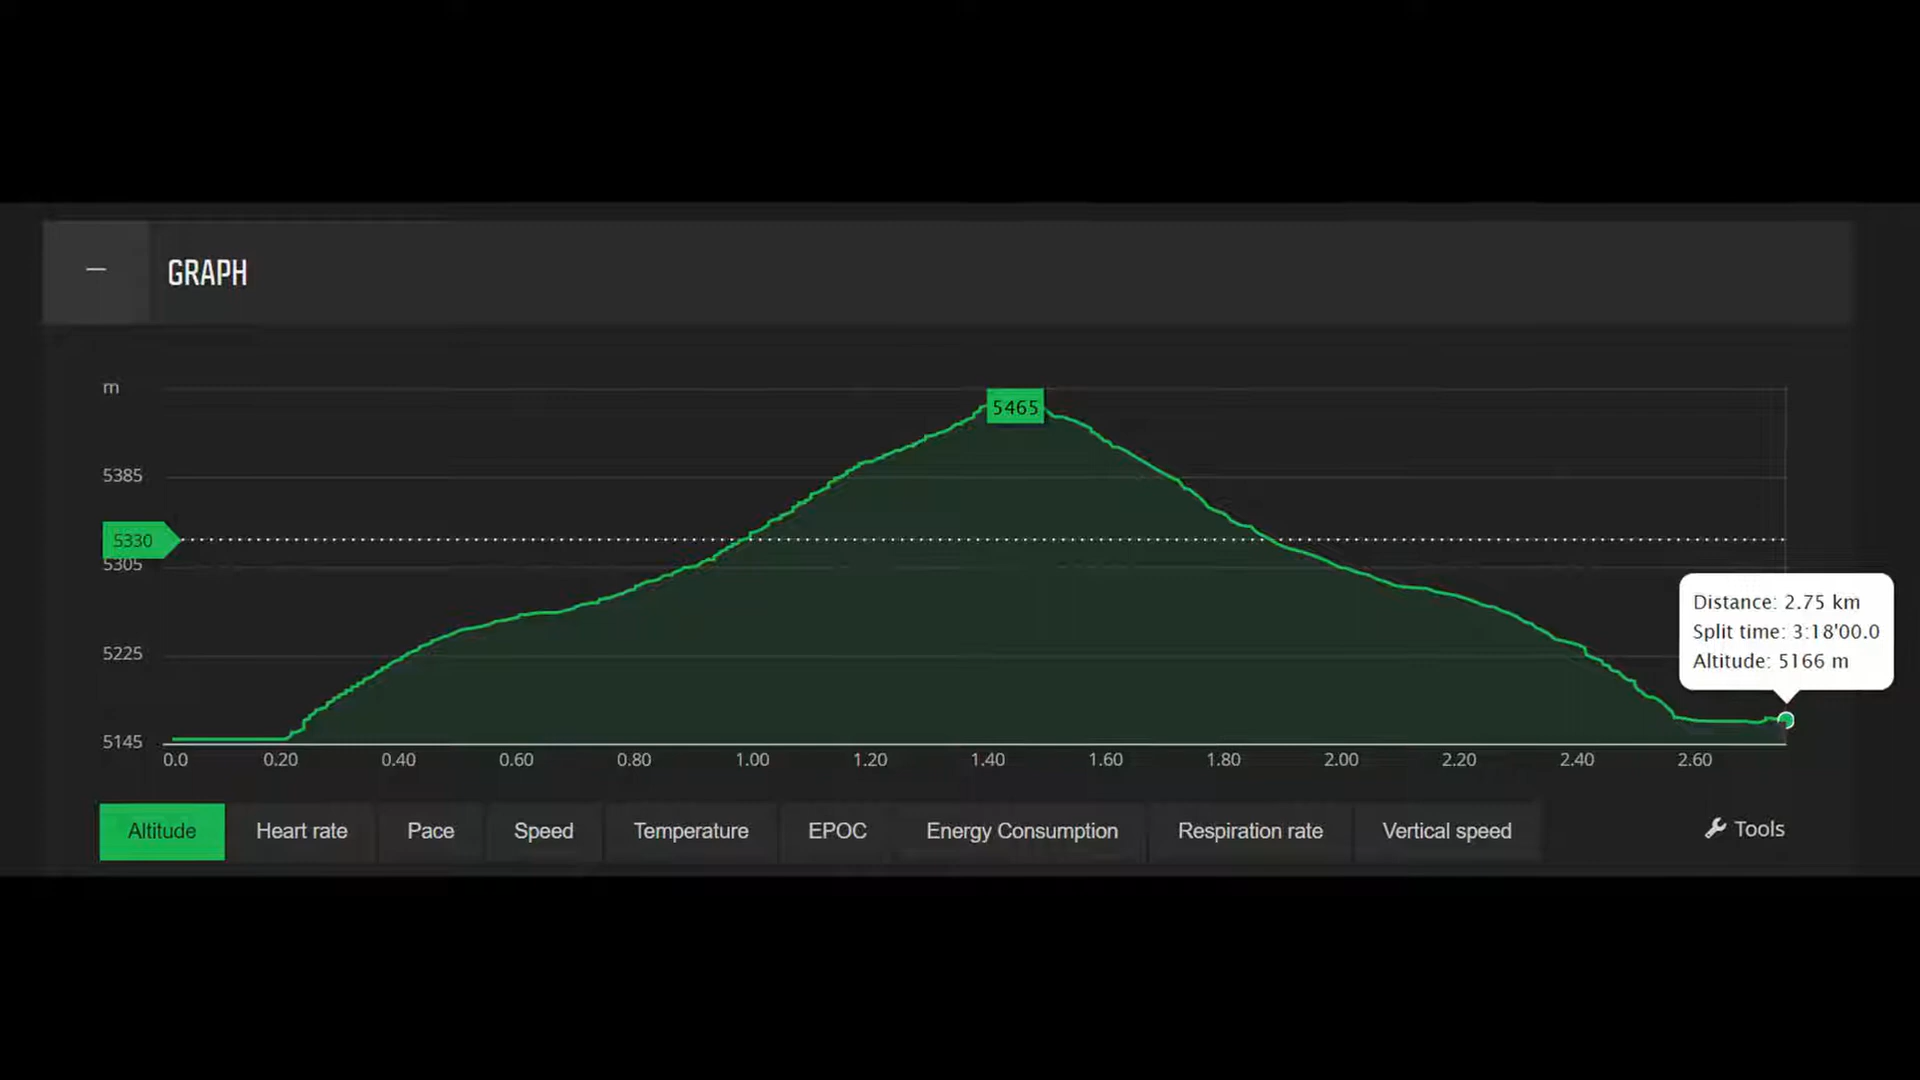 GRAPH
m
5465
5385
5330
5305
Distance: 2.75 km
Split time: 3:18'00.0
Altitude: 5166 m
5225
5145
0.0 0.20 0.40 0.60 0.80 1.00 1.20 1.40 1.60 1.80 2.00 2.20 2.40 2.60
Altitude Heart rate Pace Speed Temperature EPOC Energy Consumption Respiration rate Vertical speed Tools